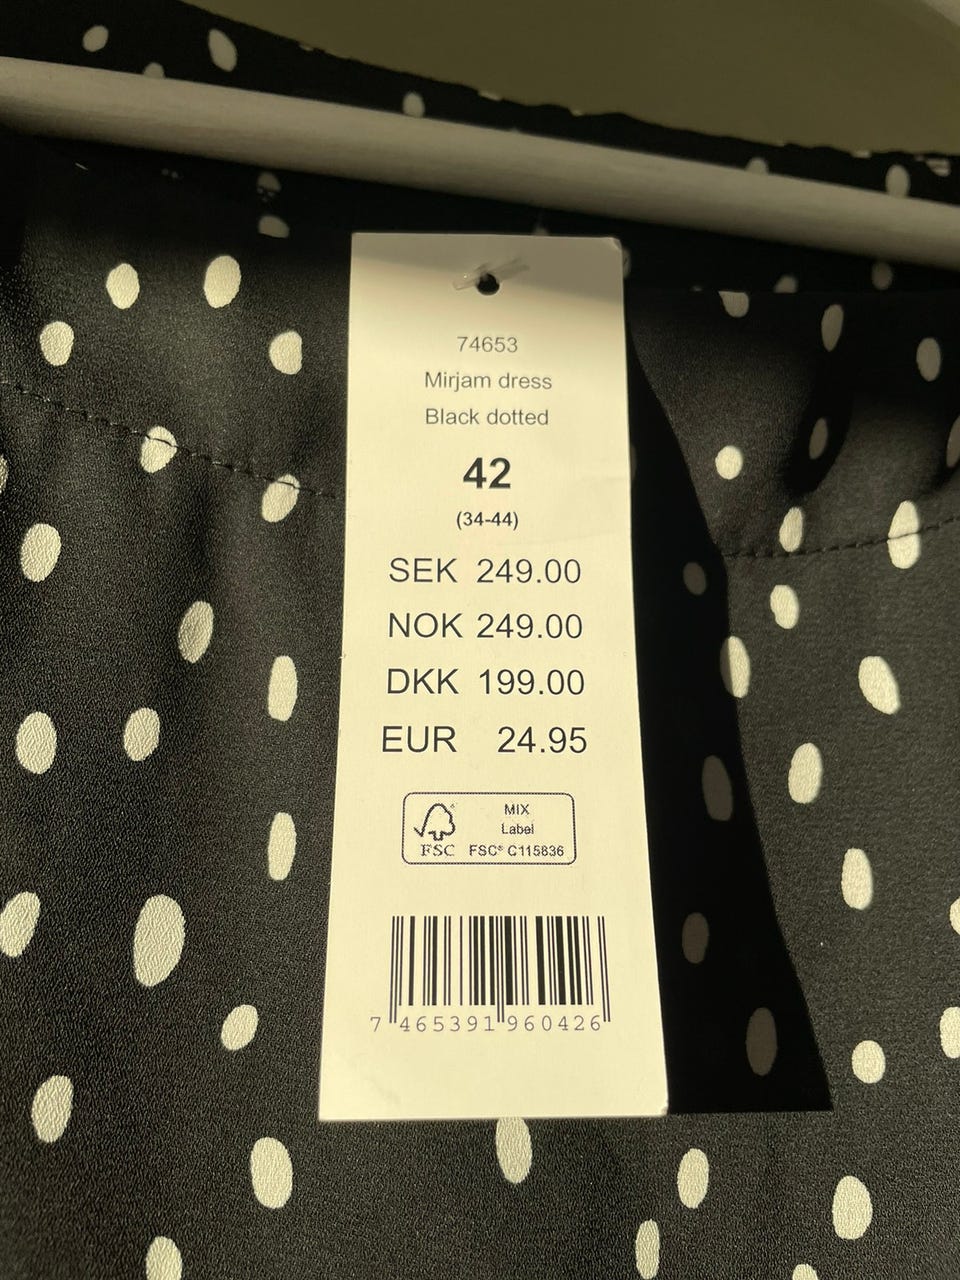 74653
Mirjam dress
Black dotted
42
(34-44)
SEK 249.00
NOK 249.00
DKK 199.00
EUR 24.95
MIX
Label
FSC FSC® C115836
7 465391 960426